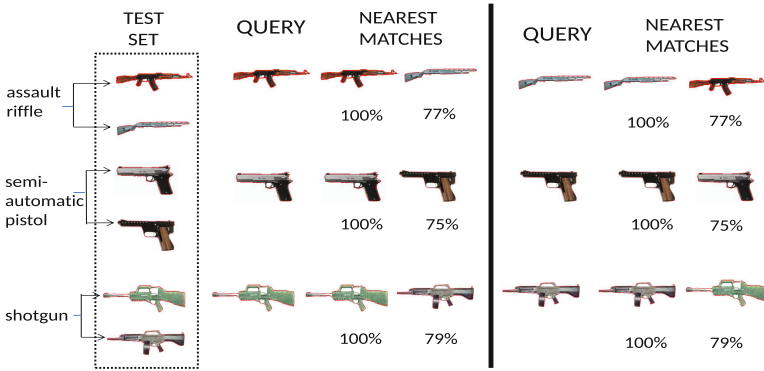 TEST
SET
QUERY
NEAREST
MATCHES
QUERY
NEAREST
MATCHES
assault
riffle
100% 77%
100% 77%
semi-
automatic
pistol
100% 75%
100% 75%
shotgun
100% 79%
100% 79%